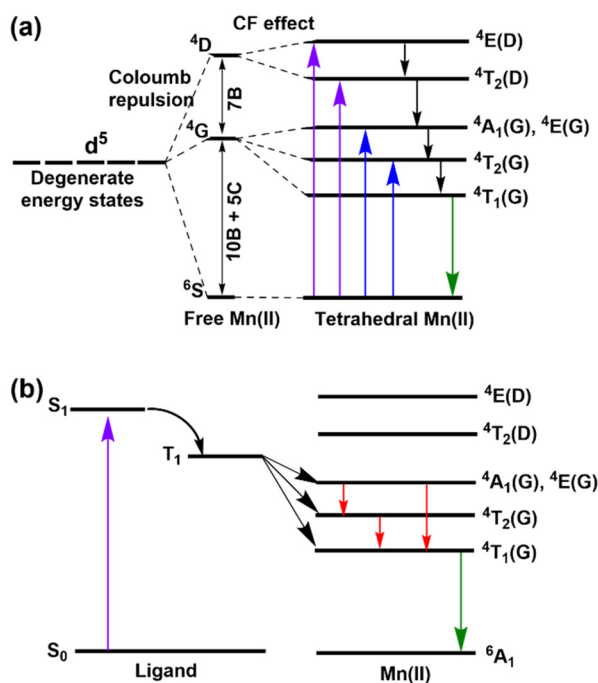 (a)
CF effect
⁴D
⁴E(D)
Coloumb
repulsion
7B
⁴T₂(D)
⁴G
⁴A₁(G), ⁴E(G)
d⁵
Degenerate
energy states
⁴T₂(G)
10B + 5C
⁴T₁(G)
⁶S
Free Mn(II)
Tetrahedral Mn(II)
(b)
S₁
⁴E(D)
T₁
⁴T₂(D)
⁴A₁(G), ⁴E(G)
⁴T₂(G)
⁴T₁(G)
S₀
⁶A₁
Ligand
Mn(II)